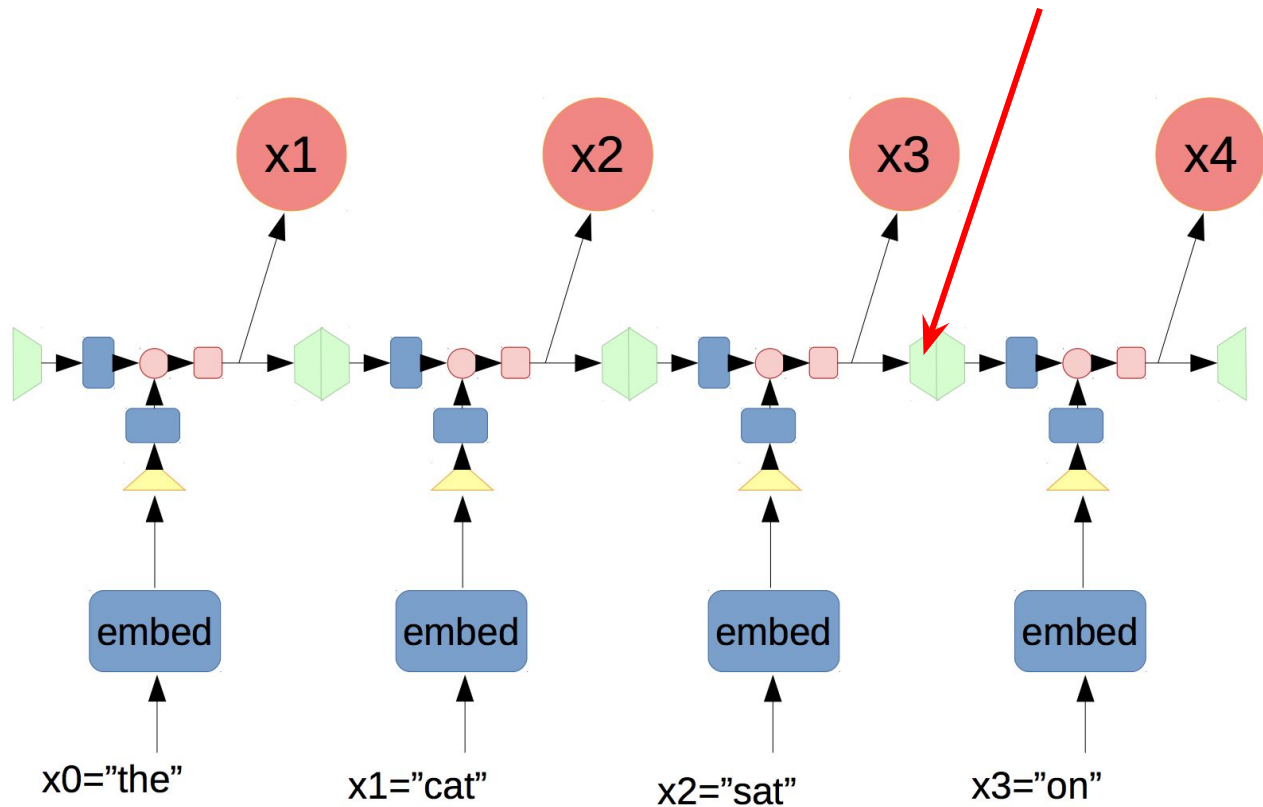 x1 x2 x3 x4
embed embed embed embed
x0=”the” x1=”cat” x2=”sat” x3=”on”